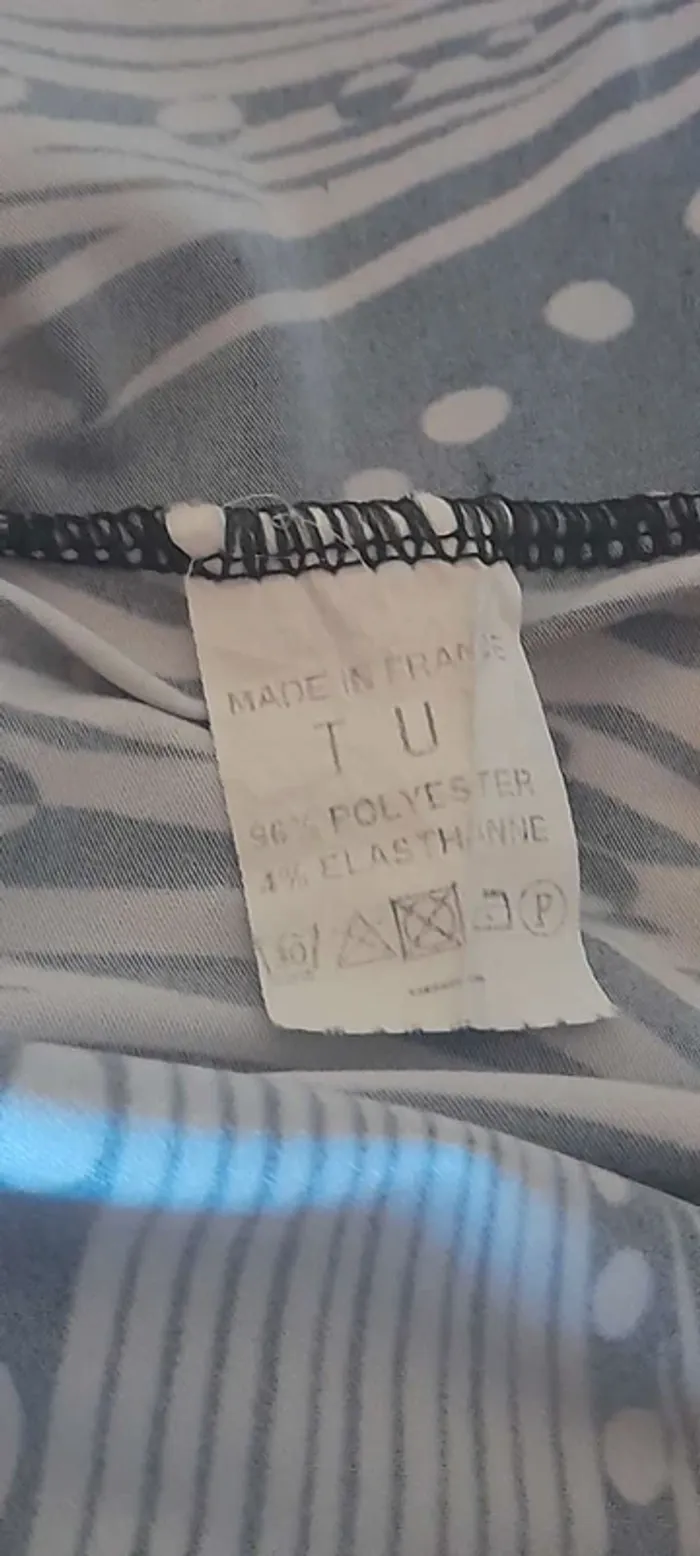 MADE IN FRANCE
T U
96% POLYESTER
4% ELASTHANNE
P